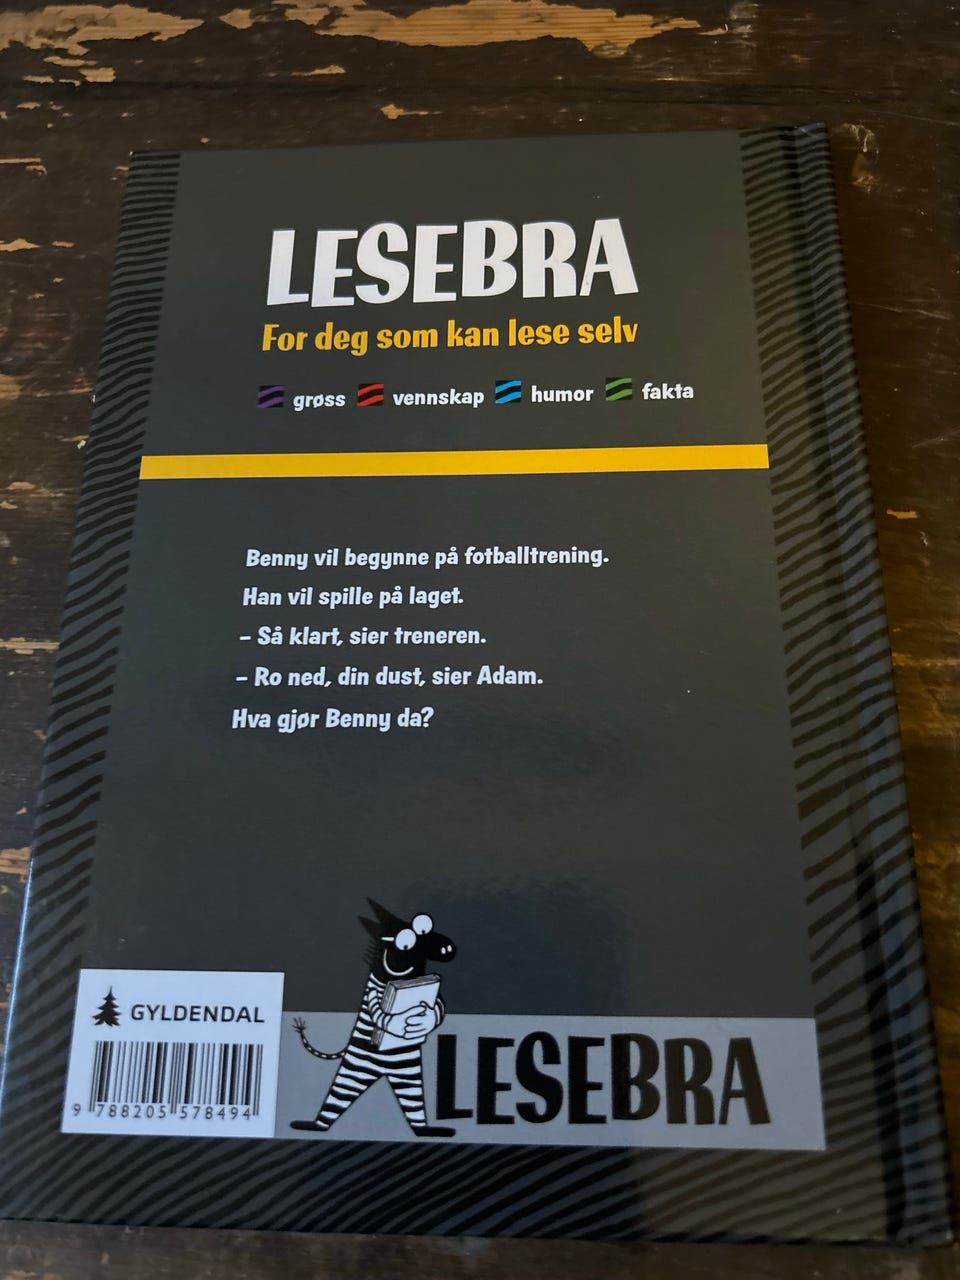 LESEBRA
For deg som kan lese selv
grøss vennskap humor fakta
Benny vil begynne på fotballtrening.
Han vil spille på laget.
– Så klart, sier treneren.
– Ro ned, din dust, sier Adam.
Hva gjør Benny da?
GYLDENDAL
9 788205 578494
LESEBRA